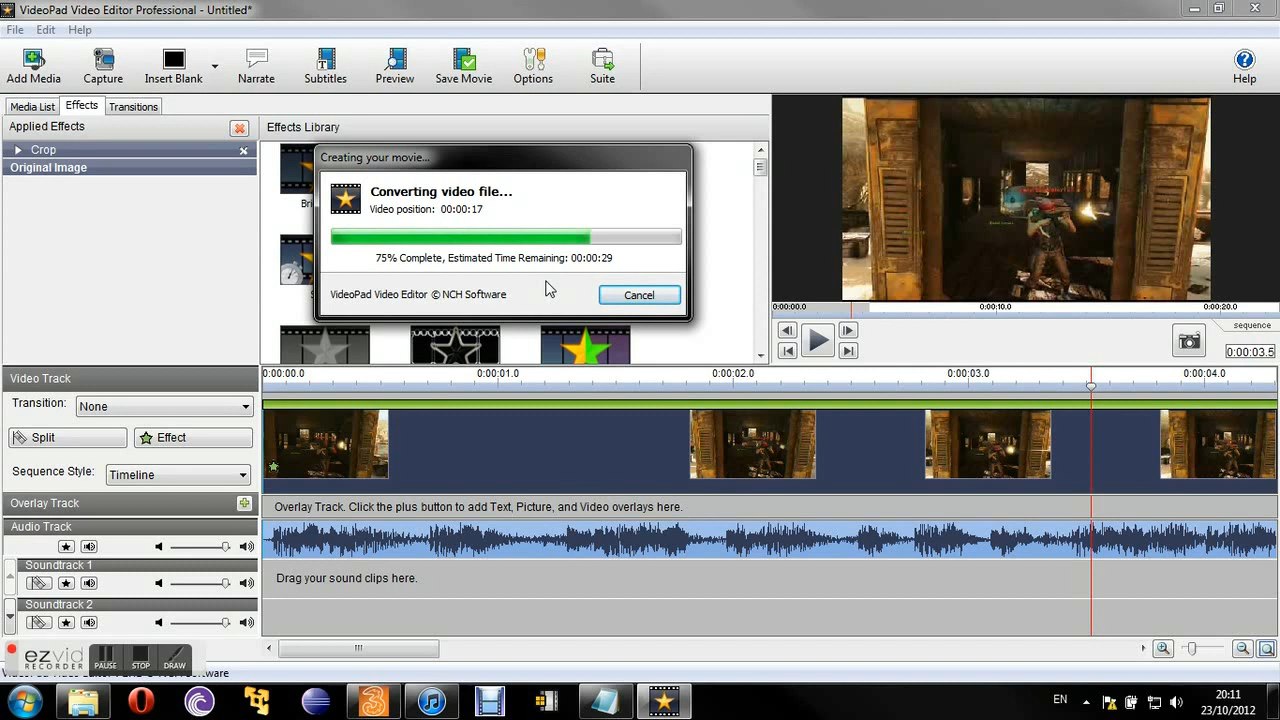 VideoPad Video Editor Professional - Untitled*
File Edit Help
Add Media Capture Insert Blank Narrate Subtitles Preview Save Movie Options Suite Help
Media List Effects Transitions
Applied Effects
Crop
Original Image
Effects Library
Creating your movie...
Converting video file...
Video position: 00:00:17
75% Complete, Estimated Time Remaining: 00:00:29
VideoPad Video Editor © NCH Software
Cancel
Bri
0:00:00.0 0:00:10.0 0:00:20.0
sequence
0:00:03.5
Video Track
0:00:00.0 0:00:01.0 0:00:02.0 0:00:03.0 0:00:04.0
Transition: None
Split Effect
Sequence Style: Timeline
Overlay Track
Overlay Track. Click the plus button to add Text, Picture, and Video overlays here.
Audio Track
Soundtrack 1
Drag your sound clips here.
Soundtrack 2
ezvid
RECORDER
PAUSE STOP DRAW
Software
EN
20:11
23/10/2012